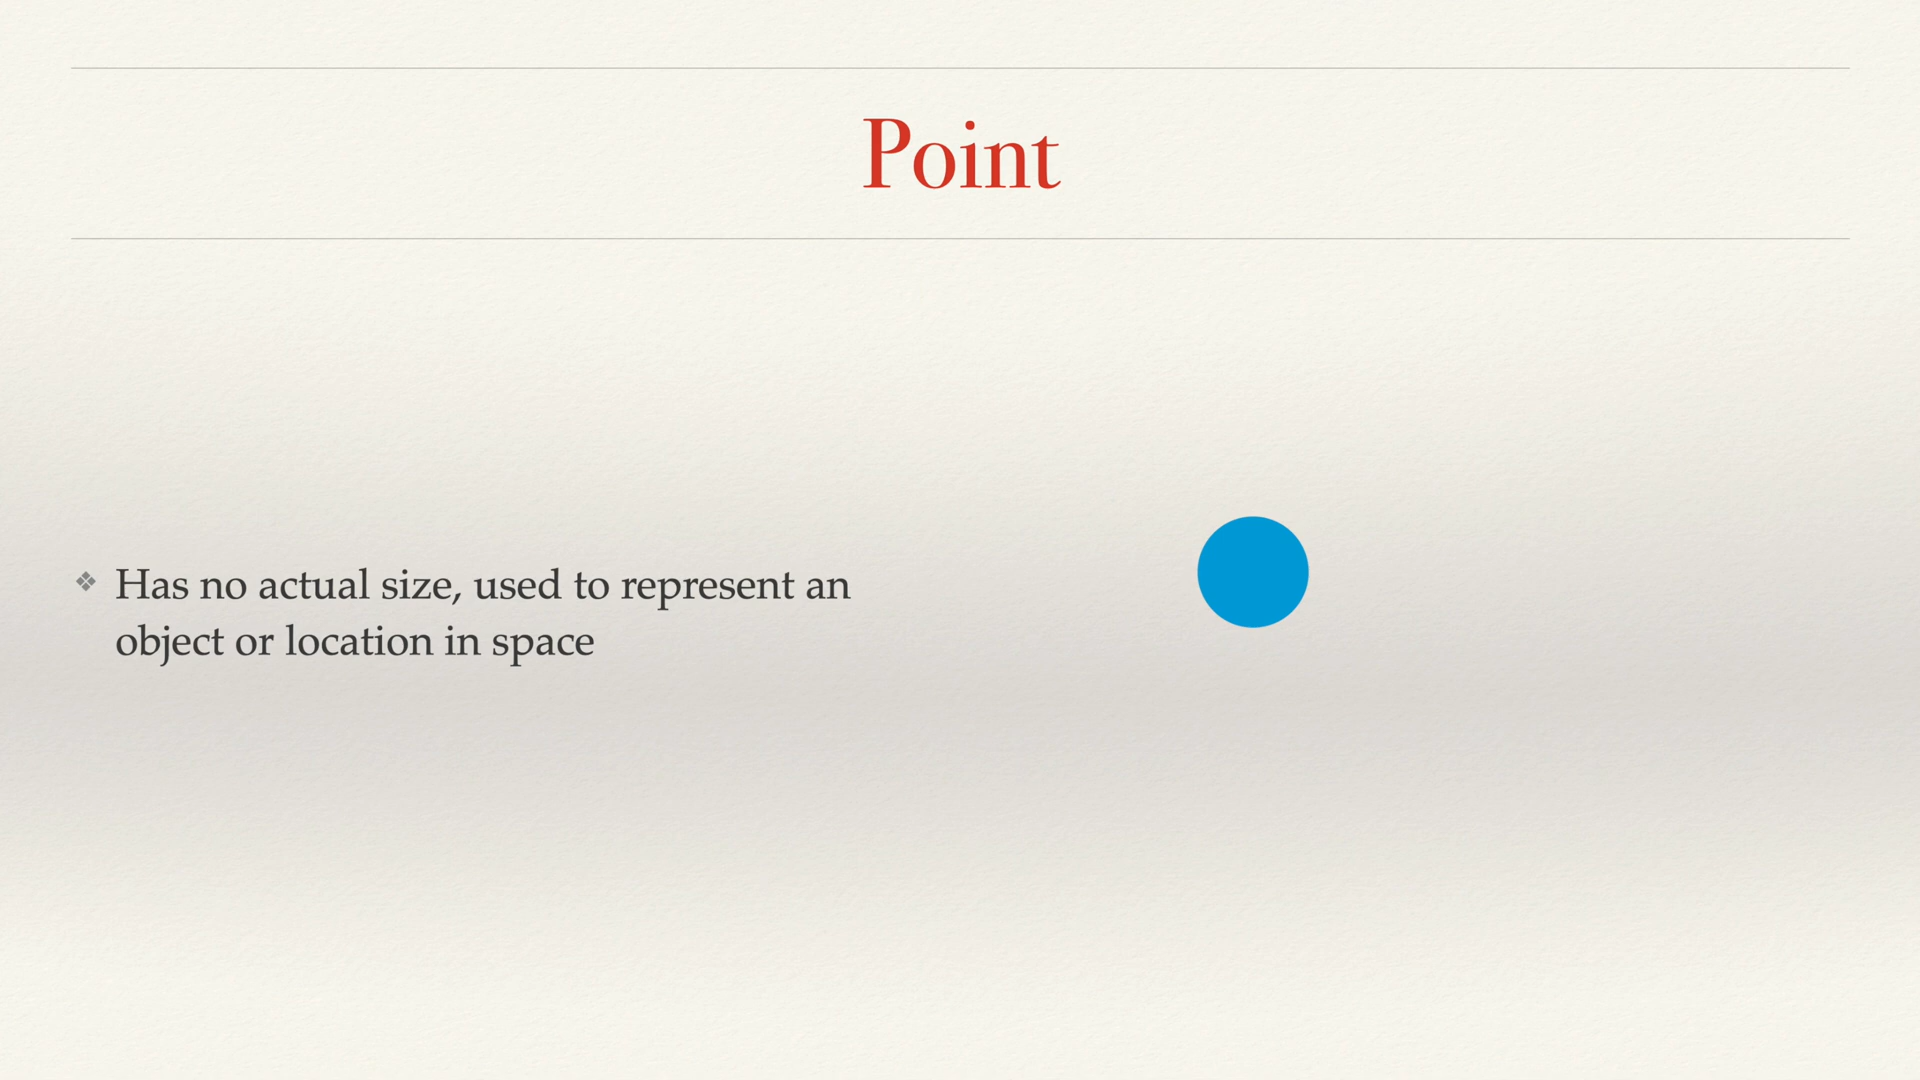 Point
❖ Has no actual size, used to represent an
object or location in space